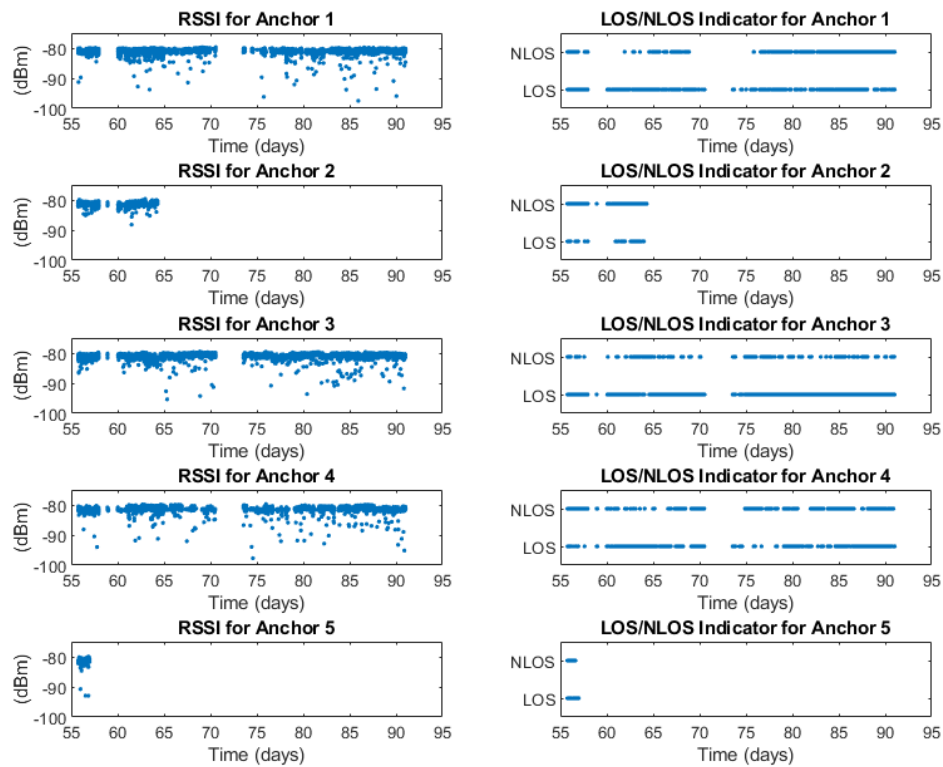 RSSI for Anchor 1
(dBm)
-80
-90
-100
55 60 65 70 75 80 85 90 95
Time (days)
LOS/NLOS Indicator for Anchor 1
NLOS
LOS
55 60 65 70 75 80 85 90 95
Time (days)
RSSI for Anchor 2
(dBm)
-80
-90
-100
55 60 65 70 75 80 85 90 95
Time (days)
LOS/NLOS Indicator for Anchor 2
NLOS
LOS
55 60 65 70 75 80 85 90 95
Time (days)
RSSI for Anchor 3
(dBm)
-80
-90
-100
55 60 65 70 75 80 85 90 95
Time (days)
LOS/NLOS Indicator for Anchor 3
NLOS
LOS
55 60 65 70 75 80 85 90 95
Time (days)
RSSI for Anchor 4
(dBm)
-80
-90
-100
55 60 65 70 75 80 85 90 95
Time (days)
LOS/NLOS Indicator for Anchor 4
NLOS
LOS
55 60 65 70 75 80 85 90 95
Time (days)
RSSI for Anchor 5
(dBm)
-80
-90
-100
55 60 65 70 75 80 85 90 95
Time (days)
LOS/NLOS Indicator for Anchor 5
NLOS
LOS
55 60 65 70 75 80 85 90 95
Time (days)